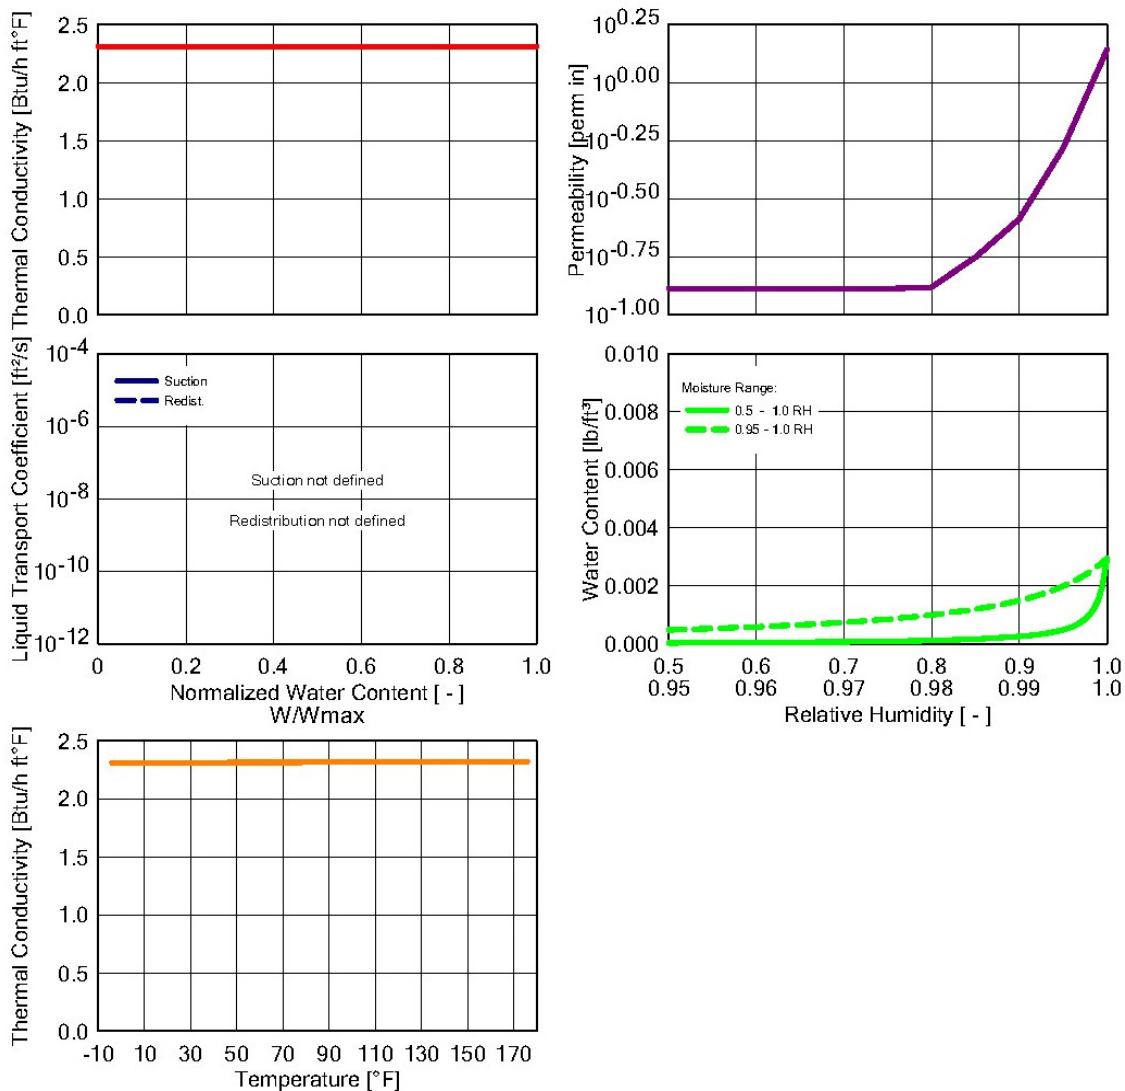 Thermal Conductivity [Btu/h ft°F]
2.5
2.0
1.5
1.0
0.5
0.0
Permeability [perm in]
10^0.25
10^0.00
10^-0.25
10^-0.50
10^-0.75
10^-1.00
Liquid Transport Coefficient [ft²/s]
10^-4
10^-6
10^-8
10^-10
10^-12
Suction
Redist.
Suction not defined
Redistribution not defined
0 0.2 0.4 0.6 0.8 1.0
Normalized Water Content [ - ]
W/Wmax
Water Content [lb/ft³]
0.010
0.008
0.006
0.004
0.002
0.000
Moisture Range:
0.5 - 1.0 RH
0.95 - 1.0 RH
0.5 0.6 0.7 0.8 0.9 1.0
0.95 0.96 0.97 0.98 0.99 1.0
Relative Humidity [ - ]
Thermal Conductivity [Btu/h ft°F]
2.5
2.0
1.5
1.0
0.5
0.0
-10 10 30 50 70 90 110 130 150 170
Temperature [°F]